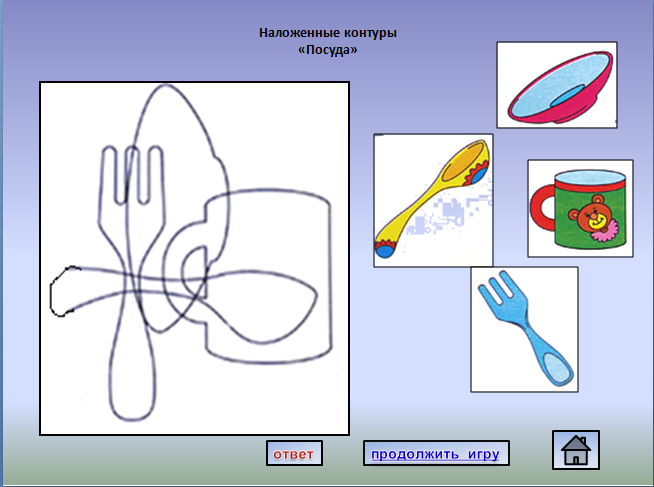 Наложенные контуры
«Посуда»
ответ
продолжить игру